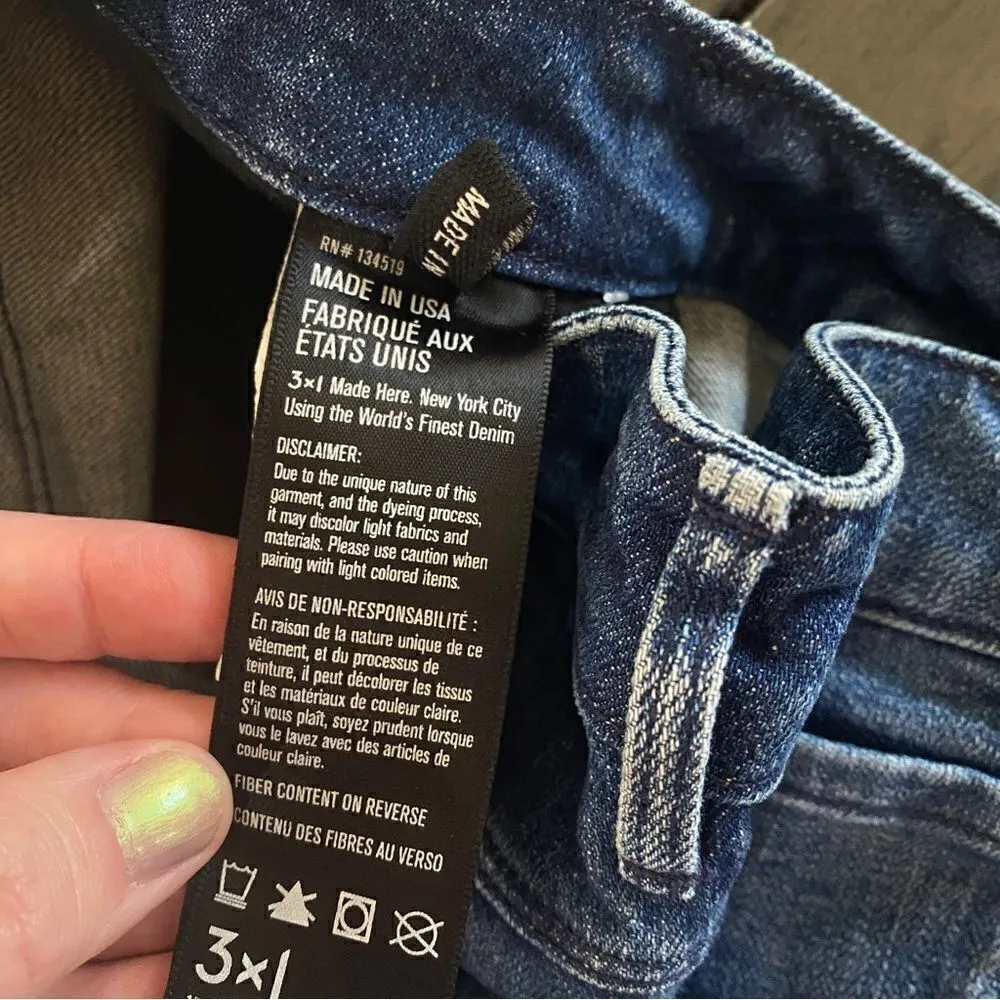 MADE IN
RN# 134519
MADE IN USA
FABRIQUÉ AUX
ÉTATS UNIS
3×1 Made Here. New York City
Using the World's Finest Denim
DISCLAIMER:
Due to the unique nature of this
garment, and the dyeing process,
it may discolor light fabrics and
materials. Please use caution when
pairing with light colored items.
AVIS DE NON-RESPONSABILITÉ :
En raison de la nature unique de ce
vêtement, et du processus de
teinture, il peut décolorer les tissus
et les matériaux de couleur claire.
S'il vous plaît, soyez prudent lorsque
vous le lavez avec des articles de
couleur claire.
FIBER CONTENT ON REVERSE
CONTENU DES FIBRES AU VERSO
3×1